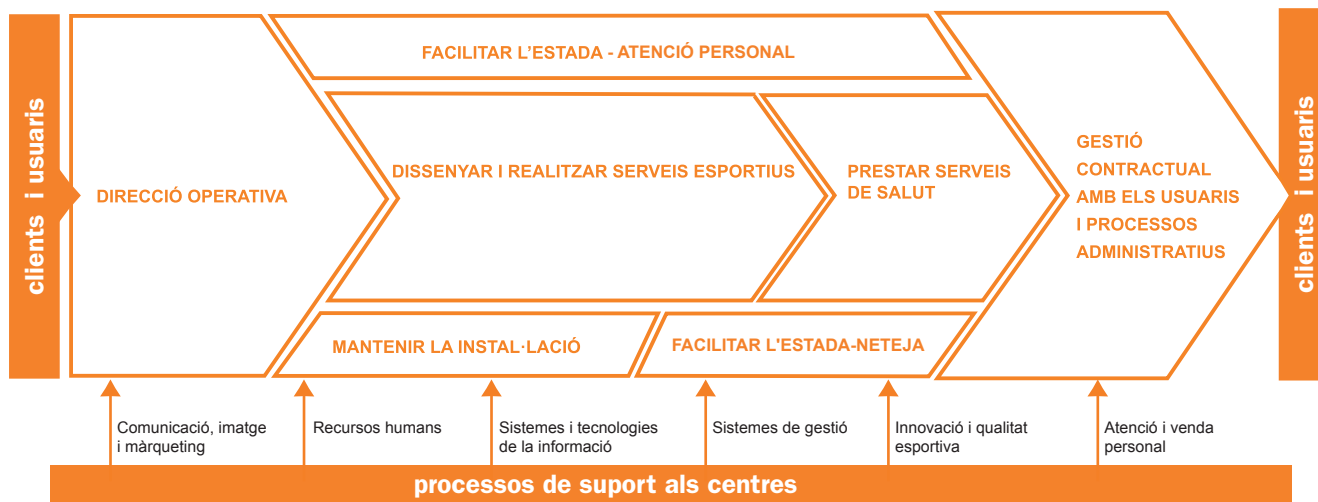 clients i usuaris
DIRECCIÓ OPERATIVA
FACILITAR L'ESTADA - ATENCIÓ PERSONAL
DISSENYAR I REALITZAR SERVEIS ESPORTIUS
PRESTAR SERVEIS
DE SALUT
MANTENIR LA INSTAL·LACIÓ
FACILITAR L'ESTADA-NETEJA
GESTIÓ
CONTRACTUAL
AMB ELS USUARIS
I PROCESSOS
ADMINISTRATIUS
clients i usuaris
Comunicació, imatge
i màrqueting
Recursos humans
Sistemes i tecnologies
de la informació
Sistemes de gestió
Innovació i qualitat
esportiva
Atenció i venda
personal
processos de suport als centres